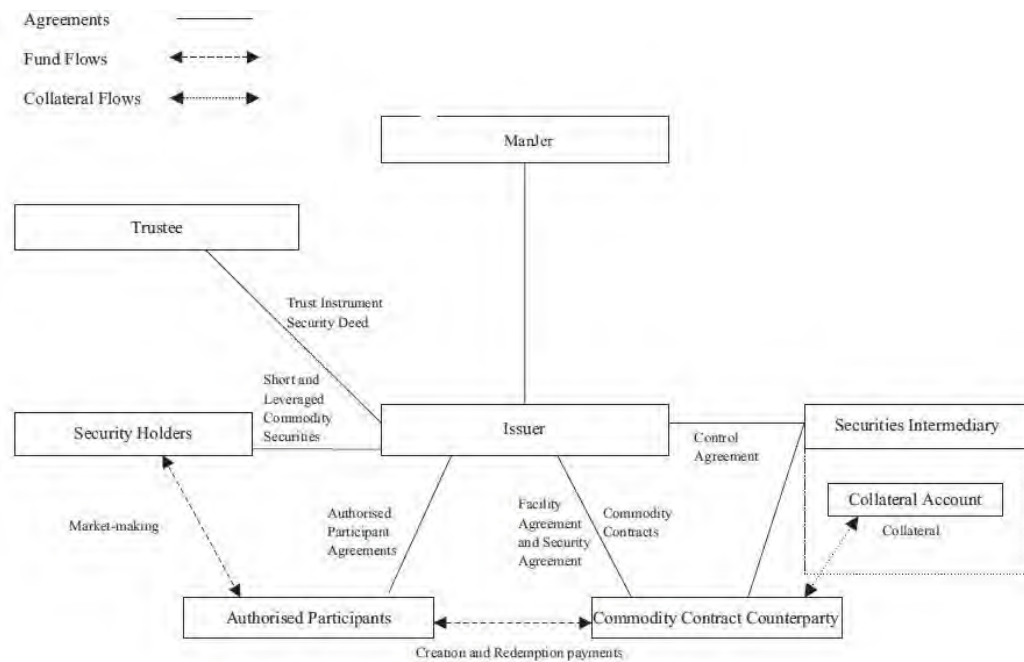 Agreements
Fund Flows
Collateral Flows
ManJer
Trustee
Trust Instrument
Security Deed
Short and
Leveraged
Commodity
Securities
Security Holders
Issuer
Securities Intermediary
Control
Agreement
Collateral Account
Collateral
Market-making
Authorised
Participant
Agreements
Facility
Agreement
and Security
Agreement
Commodity
Contracts
Authorised Participants
Commodity Contract Counterparty
Creation and Redemption payments